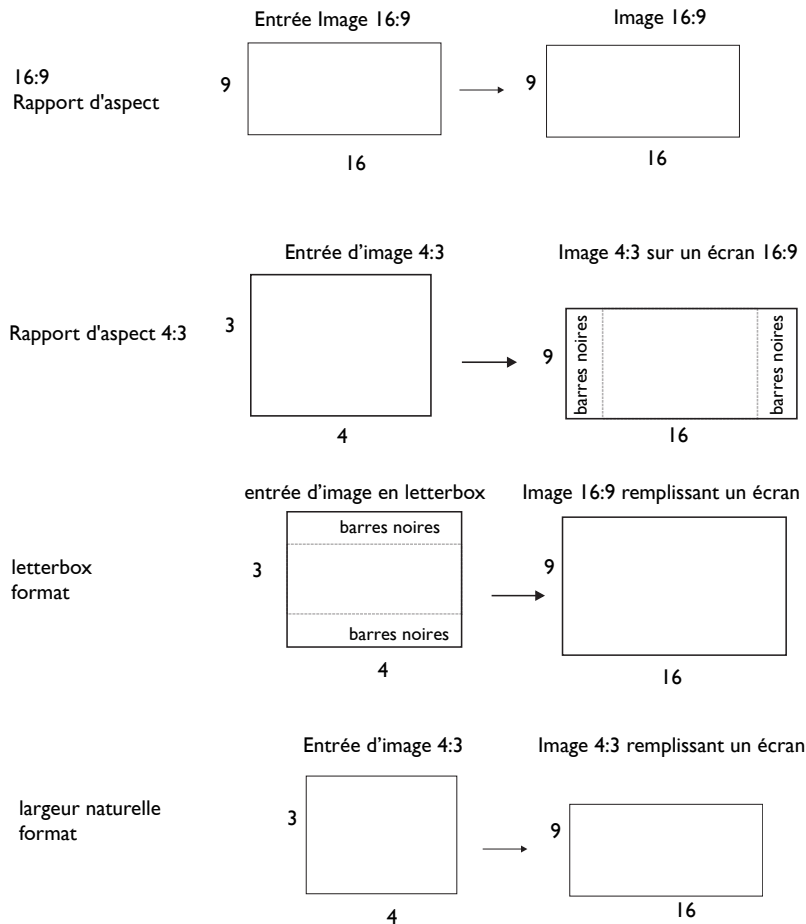 Entrée Image 16:9
Image 16:9
16:9
Rapport d'aspect
9
9
16
16
Entrée d’image 4:3
Image 4:3 sur un écran 16:9
Rapport d'aspect 4:3
3
9
barres noires
barres noires
4
16
entrée d’image en letterbox
Image 16:9 remplissant un écran
barres noires
letterbox
format
3
9
barres noires
4
16
Entrée d’image 4:3
Image 4:3 remplissant un écran
largeur naturelle
format
3
9
4
16